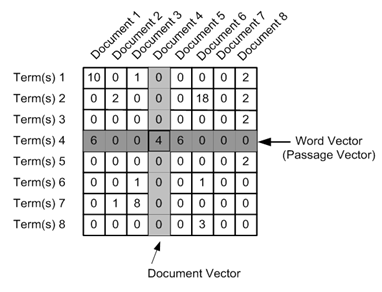 Document 1
Document 2
Document 3
Document 4
Document 5
Document 6
Document 7
Document 8
Term(s) 1 10 0 1 0 0 0 0 2
Term(s) 2 0 2 0 0 0 18 0 2
Term(s) 3 0 0 0 0 0 0 0 2
Term(s) 4 6 0 0 4 6 0 0 0
Term(s) 5 0 0 0 0 0 0 0 2
Term(s) 6 0 0 1 0 0 1 0 0
Term(s) 7 0 1 8 0 0 0 0 0
Term(s) 8 0 0 0 0 0 3 0 0
Word Vector
(Passage Vector)
Document Vector